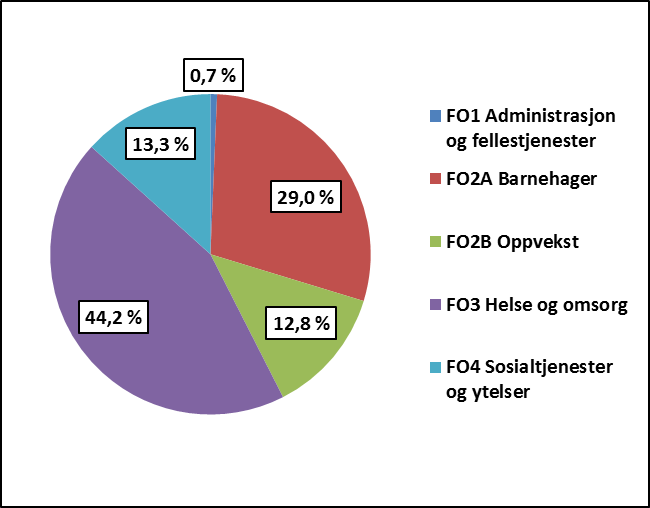 0,7 %
13,3 %
29,0 %
44,2 %
12,8 %
FO1 Administrasjon
og fellestjenester
FO2A Barnehager
FO2B Oppvekst
FO3 Helse og omsorg
FO4 Sosialtjenester
og ytelser